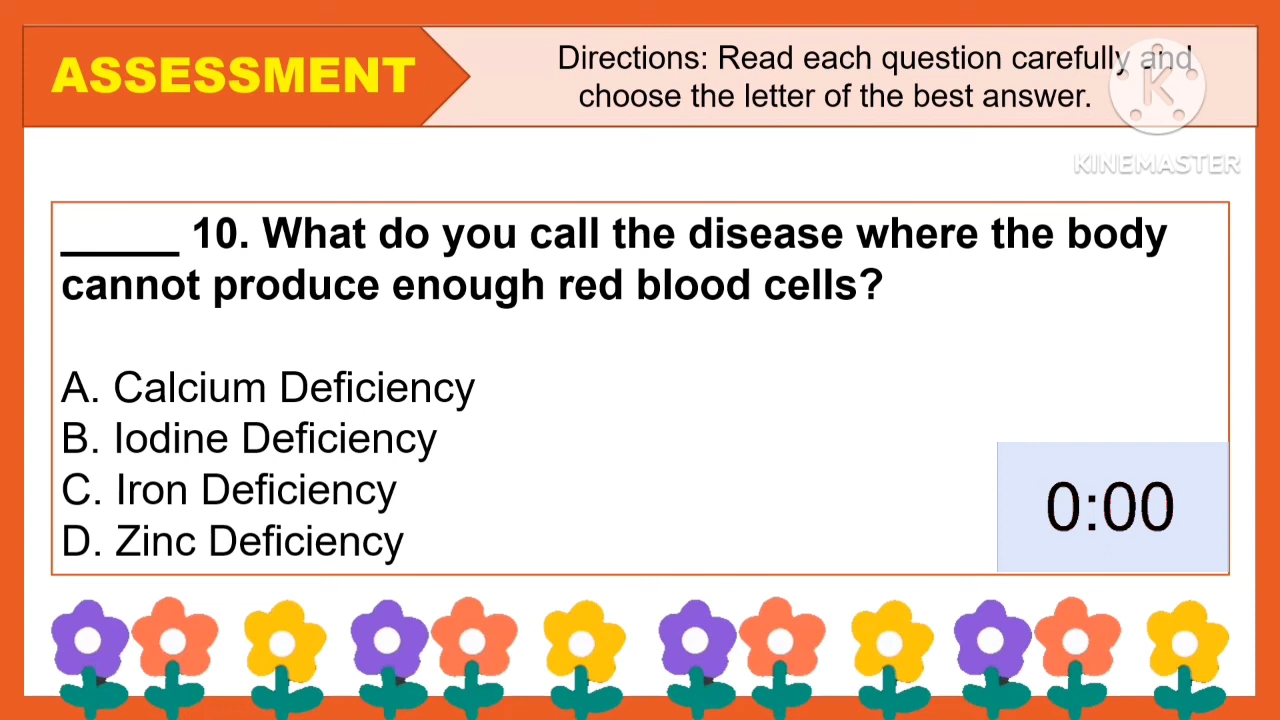 ASSESSMENT
Directions: Read each question carefully and
choose the letter of the best answer.
K
KINEMASTER
_____ 10. What do you call the disease where the body
cannot produce enough red blood cells?
A. Calcium Deficiency
B. Iodine Deficiency
C. Iron Deficiency
D. Zinc Deficiency
0:00